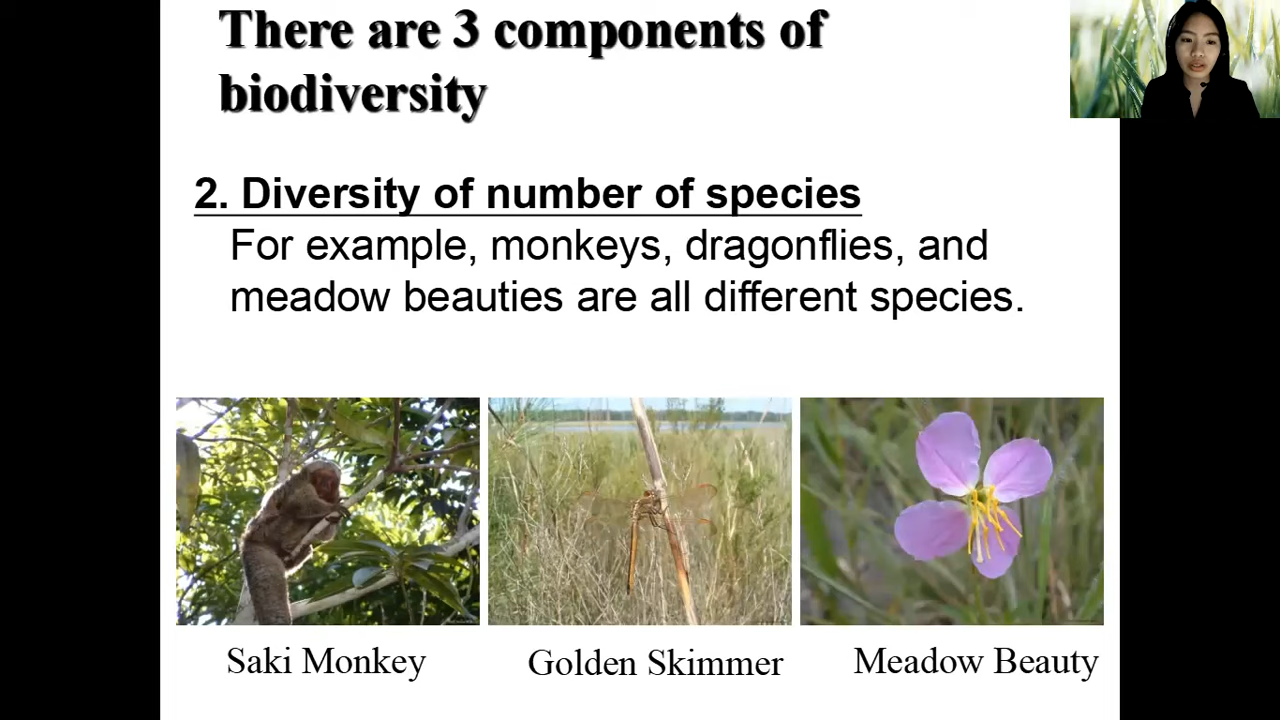 There are 3 components of
biodiversity
2. Diversity of number of species
For example, monkeys, dragonflies, and
meadow beauties are all different species.
Saki Monkey
Golden Skimmer
Meadow Beauty